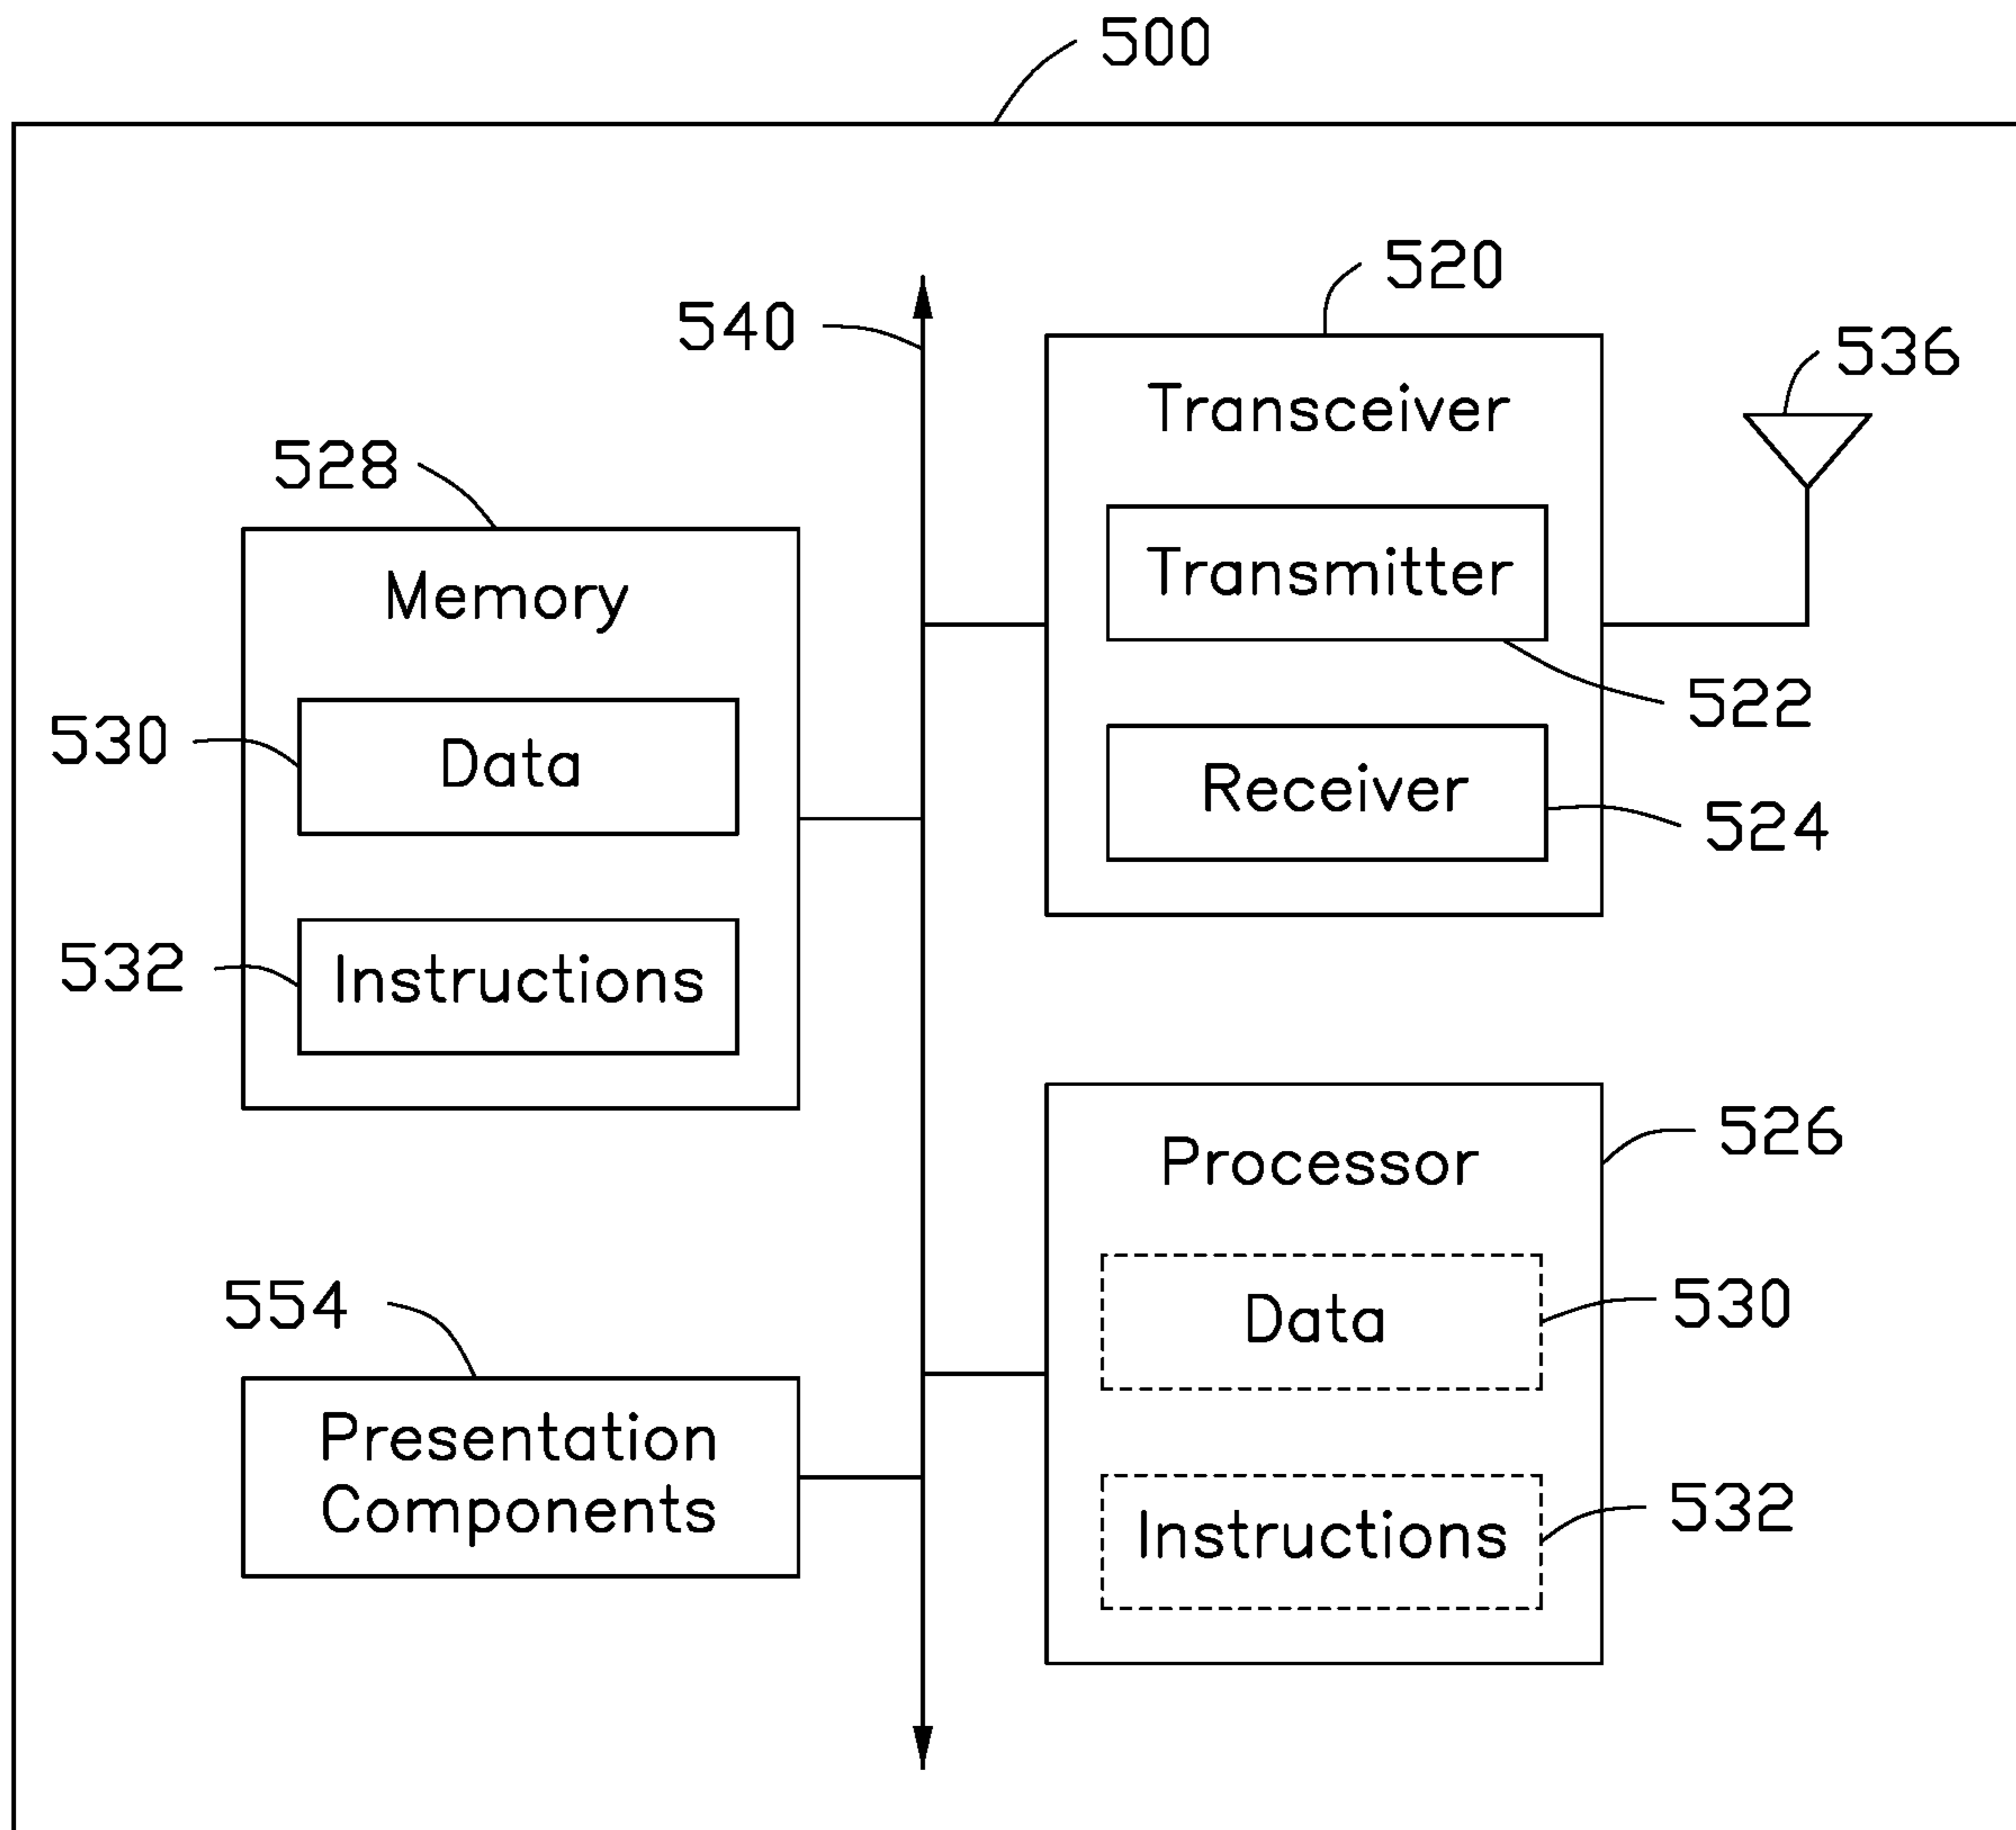 500
520
540
536
Transceiver
528
Transmitter
Memory
522
530
Data
Receiver
524
532
Instructions
526
Processor
554
530
Data
Presentation
Components
532
Instructions